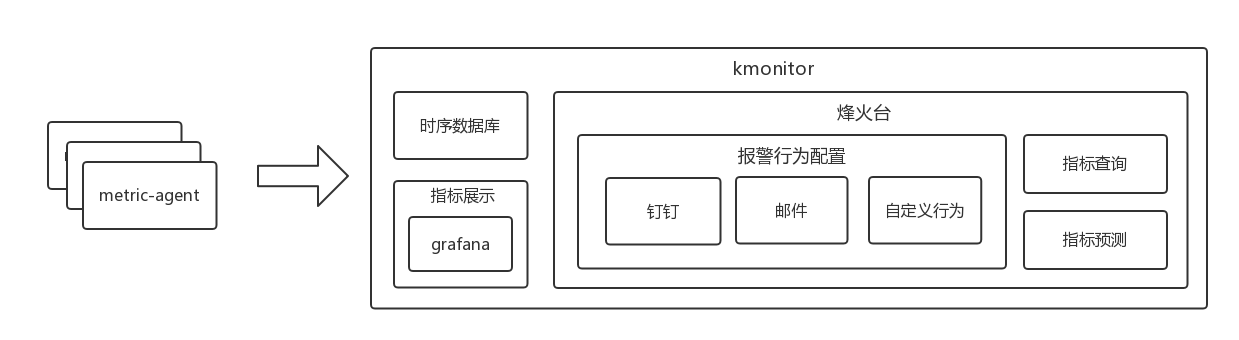 kmonitor
metric-agent
时序数据库
指标展示
grafana
烽火台
报警行为配置
钉钉
邮件
自定义行为
指标查询
指标预测